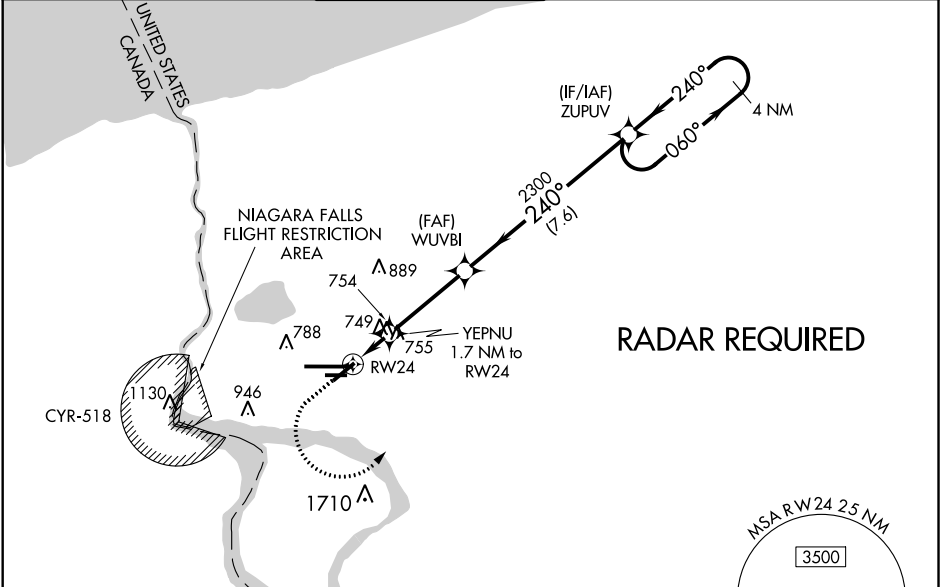 UNITED STATES
CANADA
(IF/IAF)
ZUPUV
240°
060°
4 NM
2300
240°
(7.6)
NIAGARA FALLS
FLIGHT RESTRICTION
AREA
(FAF)
WUVBI
889
754
749
788
755
YEPNU
1.7 NM to
RW24
RW24
RADAR REQUIRED
1130
946
CYR-518
1710
MSA RW24 25 NM
3500